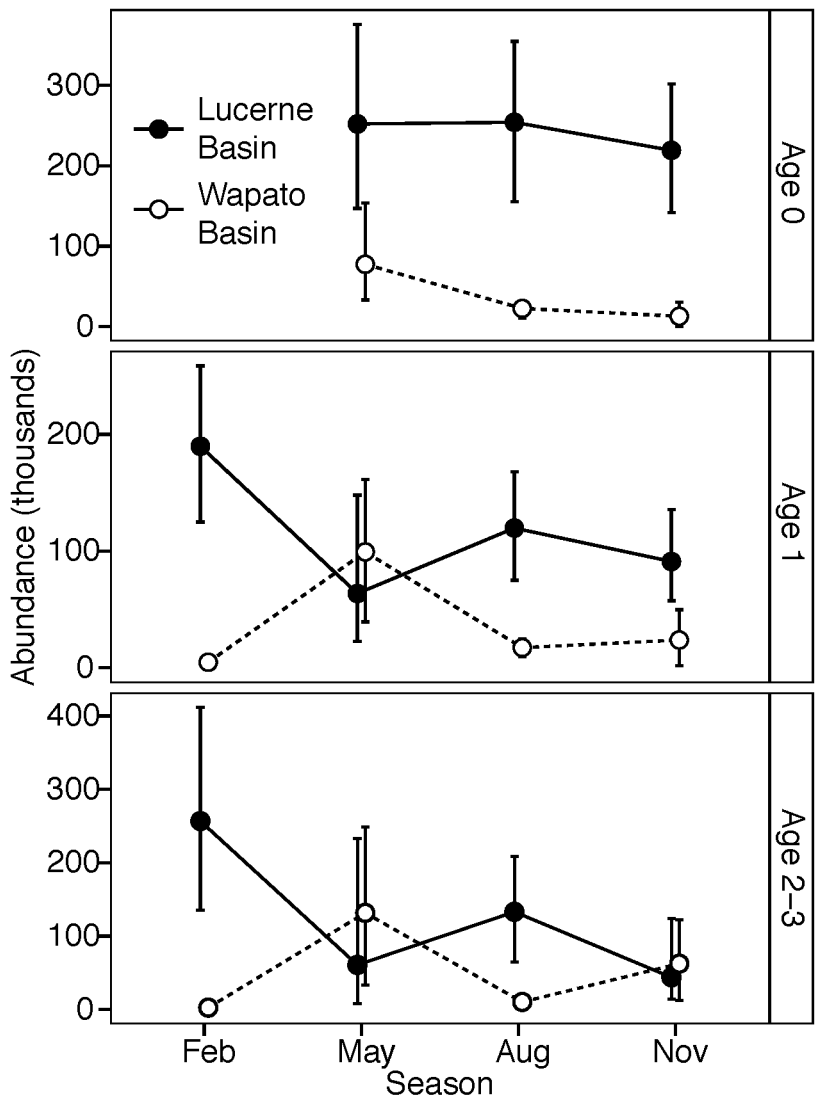 300
200
100
0
Lucerne
Basin
Wapato
Basin
Age 0
Abundance (thousands)
200
100
0
Age 1
400
300
200
100
0
Age 2–3
Feb May Aug Nov
Season